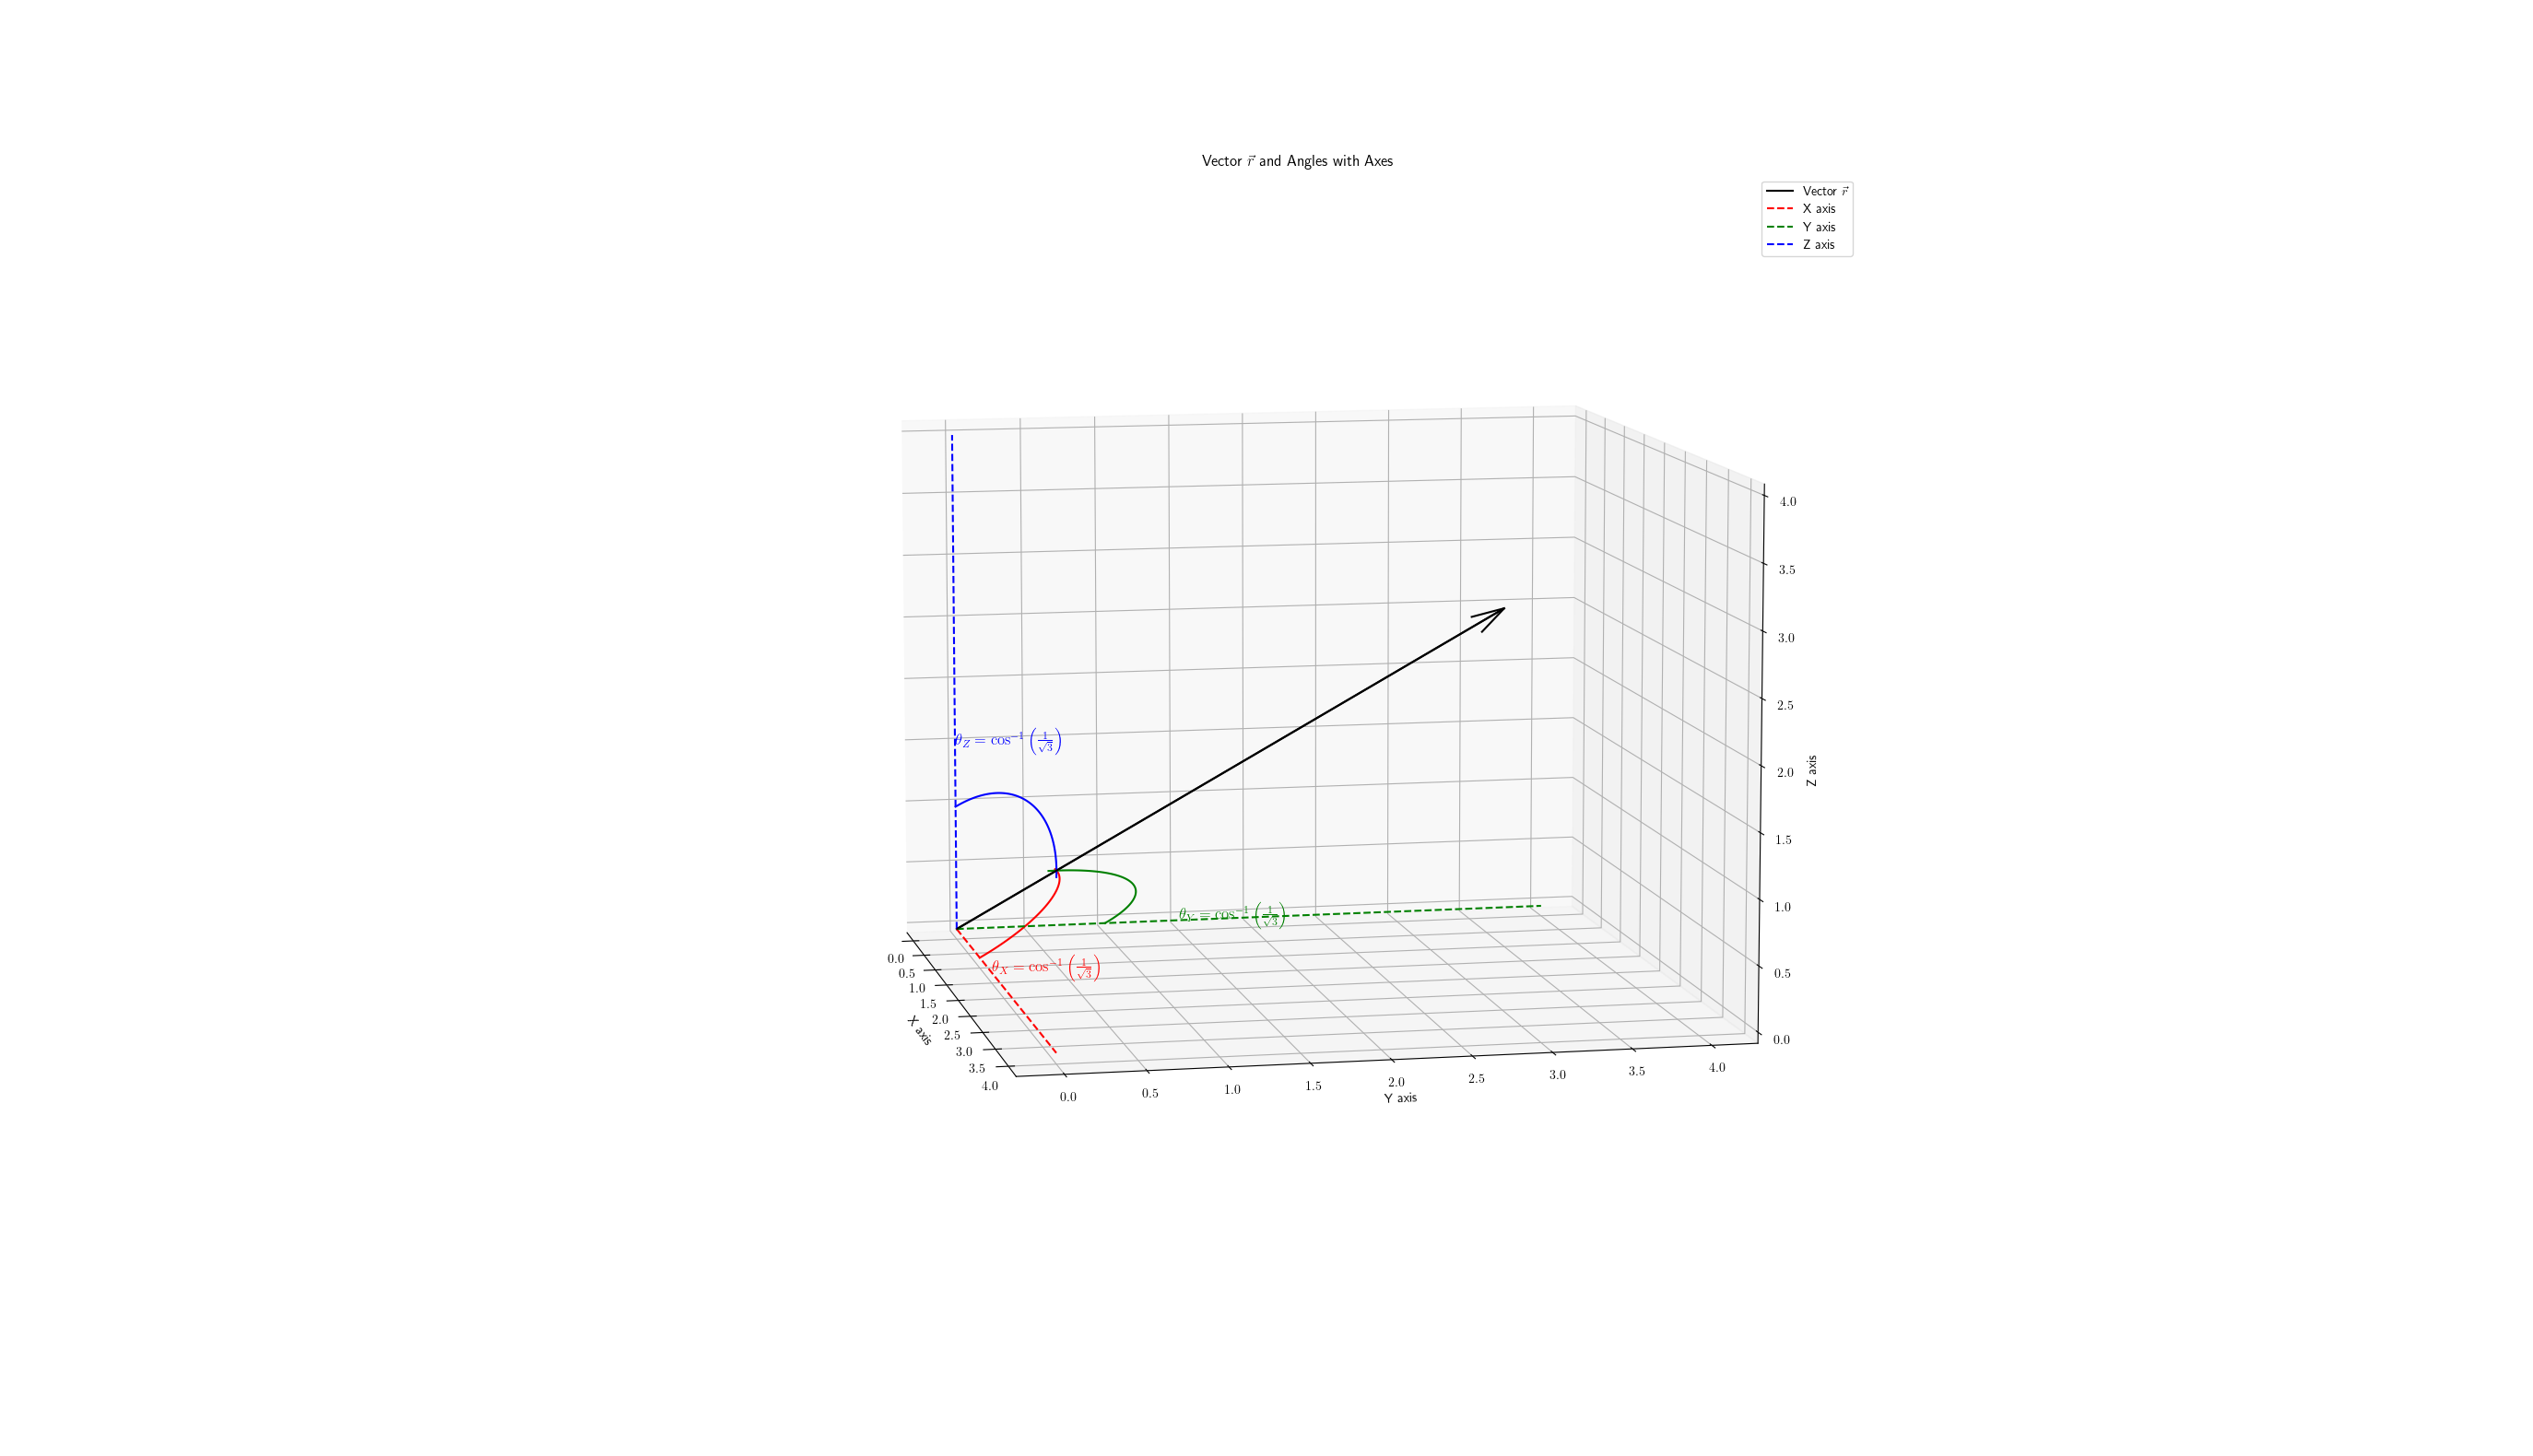 Vector $\vec{r}$ and Angles with Axes
Vector $\vec{r}$
X axis
Y axis
Z axis
$\theta_Z = \cos^{-1}\left(\frac{1}{\sqrt{3}}\right)$
$\theta_Y = \cos^{-1}\left(\frac{1}{\sqrt{3}}\right)$
$\theta_X = \cos^{-1}\left(\frac{1}{\sqrt{3}}\right)$
4.0
3.5
3.0
2.5
2.0
1.5
1.0
0.5
0.0
Z axis
0.0
0.5
1.0
1.5
2.0
2.5
3.0
3.5
4.0
X axis
0.0
0.5
1.0
1.5
2.0
2.5
3.0
3.5
4.0
Y axis